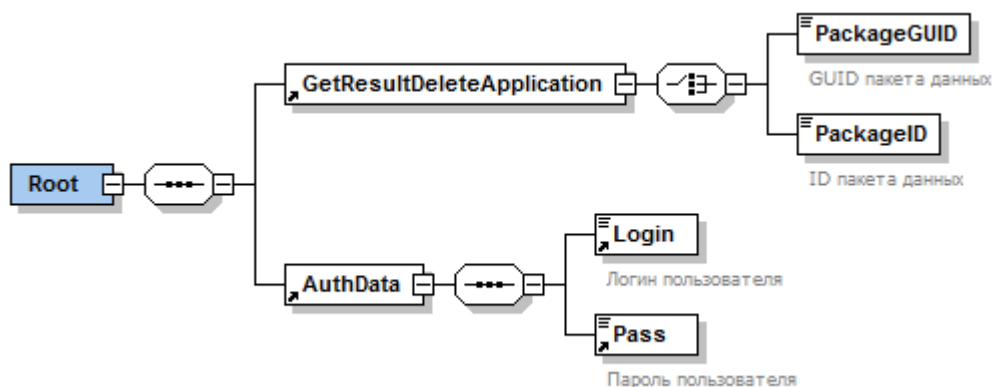 PackageGUID
GUID пакета данных
GetResultDeleteApplication
PackageID
ID пакета данных
Root
Login
Логин пользователя
AuthData
Pass
Пароль пользователя